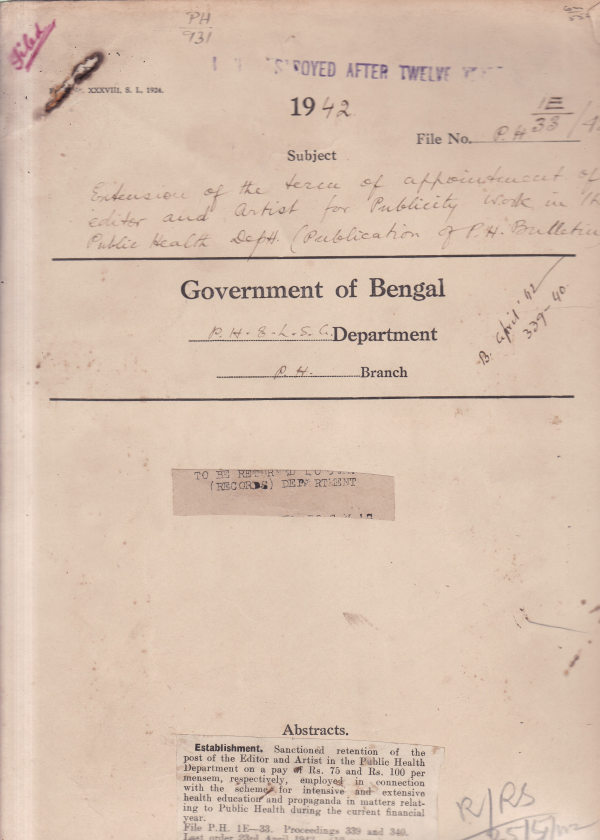 Filed
PH
931
XXXVIII, S. L. 1924.
DESTROYED AFTER TWELVE
1942
File No. P.H 1E/33/4
Subject
Extension of the term of appointment of
editor and Artist for Publicity Work in the
Public Health Deptt. (Publication of P.H. Bulletin
Government of Bengal
P.H. & L.S.G. Department
P.H. Branch
B. April '42
339-40
TO BE RETURNED TO
(RECORDS) DEPARTMENT
Abstracts.
Establishment. Sanctioned retention of the
post of the Editor and Artist in the Public Health
Department on a pay of Rs. 75 and Rs. 100 per
mensem, respectively, employed in connection
with the scheme for intensive and extensive
health education and propaganda in matters relat-
ing to Public Health during the current financial
year.
File P.H. 1E—33. Proceedings 339 and 340.
R/RS